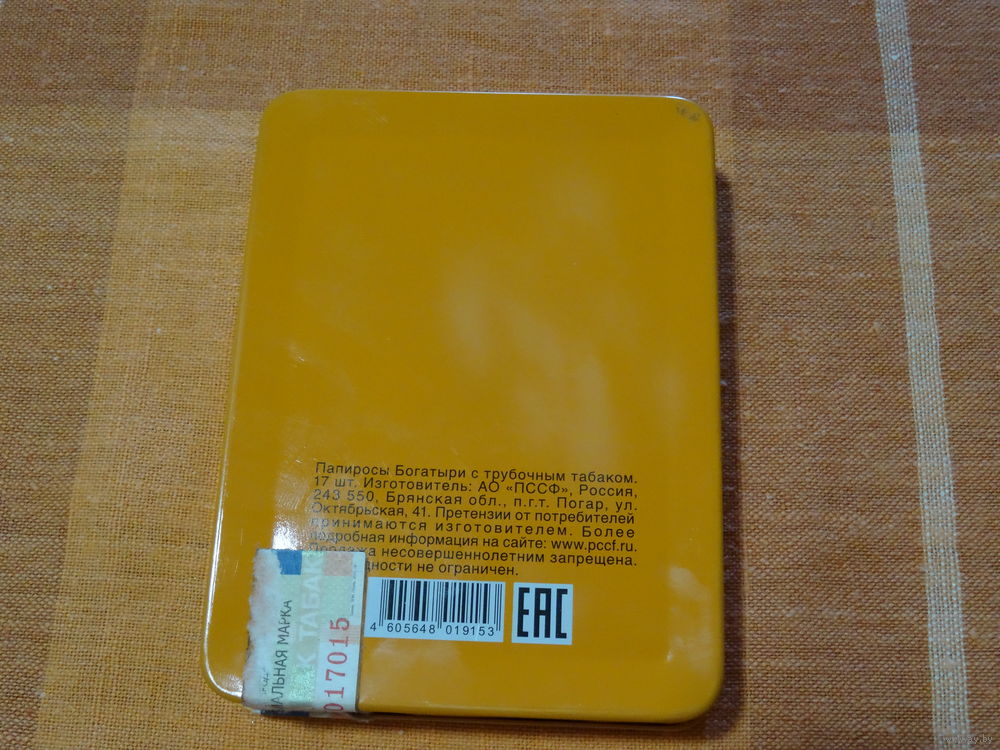 Папиросы Богатыри с трубочным табаком.
17 шт. Изготовитель: АО «ПССФ», Россия,
243 550, Брянская обл., п.г.т. Погар, ул.
Октябрьская, 41. Претензии от потребителей
принимаются изготовителем. Более
подробная информация на сайте: www.pccf.ru.
Продажа несовершеннолетним запрещена.
не ограничен.
4 605648 019153
EAC
МАРКА
ТАБАК
017015